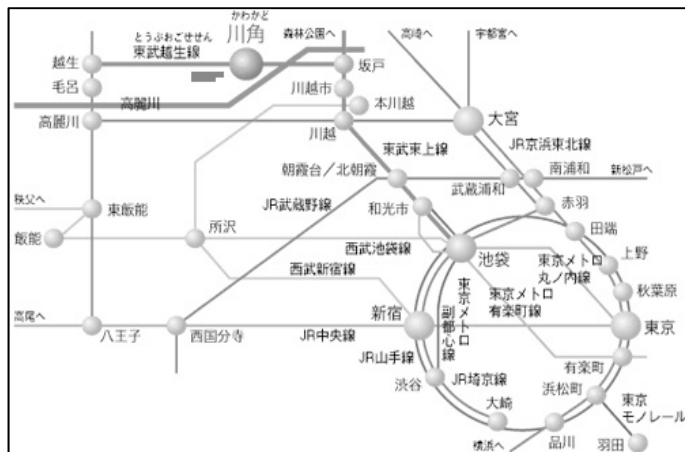 かわかど
川角
とうぶおごせせん
東武越生線
森林公園へ
高崎へ
宇都宮へ
越生
坂戸
毛呂
川越市
高麗川
本川越
高麗川
川越
大宮
JR京浜東北線
東武東上線
朝霞台／北朝霞
武蔵浦和
南浦和
新松戸へ
秩父へ
東飯能
JR武蔵野線
和光市
赤羽
田端
飯能
所沢
西武池袋線
池袋
上野
西武新宿線
東京メトロ
丸ノ内線
東京メトロ
有楽町線
東京メトロ
副都心線
秋葉原
高尾へ
八王子
西国分寺
JR中央線
新宿
東京
JR山手線
有楽町
渋谷
JR埼京線
浜松町
大崎
東京
モノレール
横浜へ
品川
羽田